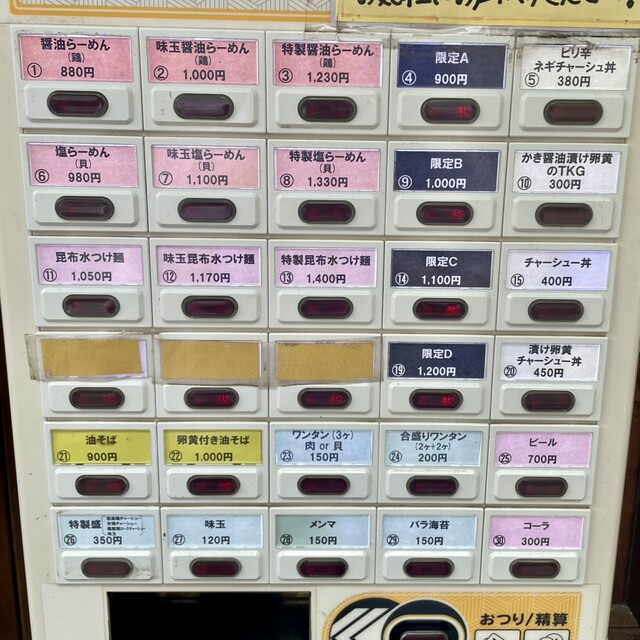 醤油らーめん
(鶏)
① 880円
味玉醤油らーめん
(鶏)
② 1,000円
特製醤油らーめん
(鶏)
③ 1,230円
限定A
④ 900円
ピリ辛
ネギチャーシュ丼
⑤ 380円
塩らーめん
(貝)
⑥ 980円
味玉塩らーめん
(貝)
⑦ 1,100円
特製塩らーめん
(貝)
⑧ 1,330円
限定B
⑨ 1,000円
かき醤油漬け卵黄
のTKG
⑩ 300円
昆布水つけ麺
⑪ 1,050円
味玉昆布水つけ麺
⑫ 1,170円
特製昆布水つけ麺
⑬ 1,400円
限定C
⑭ 1,100円
チャーシュー丼
⑮ 400円
限定D
⑲ 1,200円
漬け卵黄
チャーシュー丼
⑳ 450円
油そば
㉑ 900円
卵黄付き油そば
㉒ 1,000円
ワンタン(3ヶ)
肉 or 貝
㉓ 150円
合盛りワンタン
(2ヶ+2ヶ)
㉔ 200円
ビール
㉕ 700円
特製盛
㉖ 350円
味玉
㉗ 120円
メンマ
㉘ 150円
バラ海苔
㉙ 150円
コーラ
㉚ 300円
おつり/精算